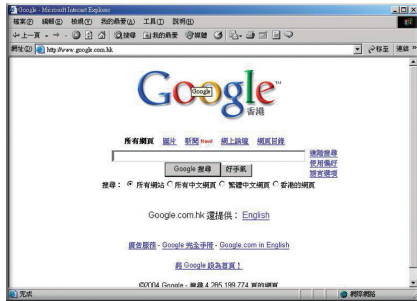 Google - Microsoft Internet Explorer
檔案(F) 編輯(E) 檢視(V) 我的最愛(A) 工具(T) 說明(H)
上一頁 搜尋 我的最愛 媒體
網址(D) http://www.google.com.hk 移至 連結 »
Google™
Google
香港
所有網頁 圖片 新聞 New! 網上論壇 網頁目錄
進階搜尋
使用偏好
語言選項
Google 搜尋 好手氣
搜尋： 所有網站 所有中文網頁 繁體中文網頁 香港的網頁
Google.com.hk 還提供： English
廣告服務 - Google 完全手冊 - Google.com in English
將 Google 設為首頁！
©2004 Google - 搜尋 4,285,199,774 頁的網頁
完成 網際網路